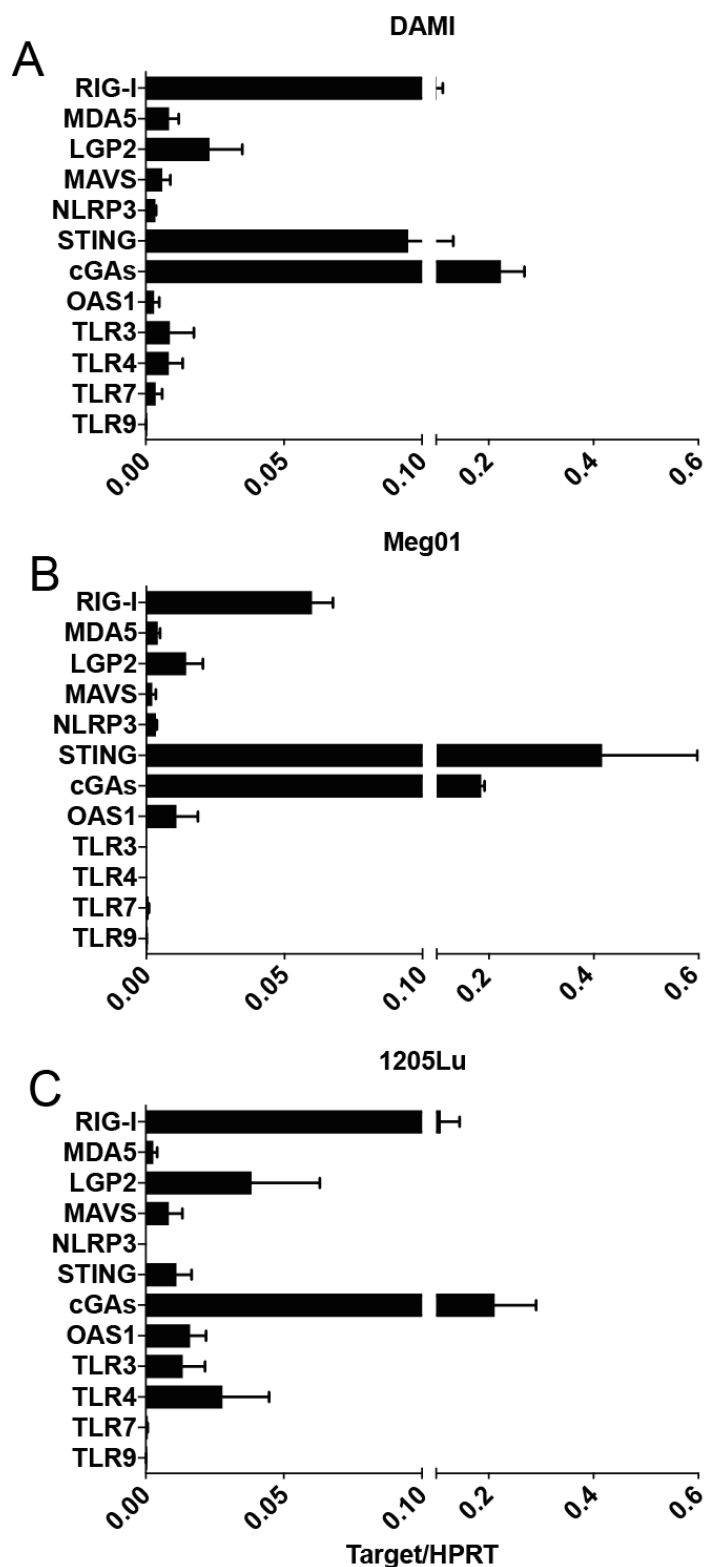 DAMI
A
RIG-I
MDA5
LGP2
MAVS
NLRP3
STING
cGAs
OAS1
TLR3
TLR4
TLR7
TLR9
0.00 0.05 0.10 0.2 0.4 0.6
Meg01
B
RIG-I
MDA5
LGP2
MAVS
NLRP3
STING
cGAs
OAS1
TLR3
TLR4
TLR7
TLR9
0.00 0.05 0.10 0.2 0.4 0.6
1205Lu
C
RIG-I
MDA5
LGP2
MAVS
NLRP3
STING
cGAs
OAS1
TLR3
TLR4
TLR7
TLR9
0.00 0.05 0.10 0.2 0.4 0.6
Target/HPRT